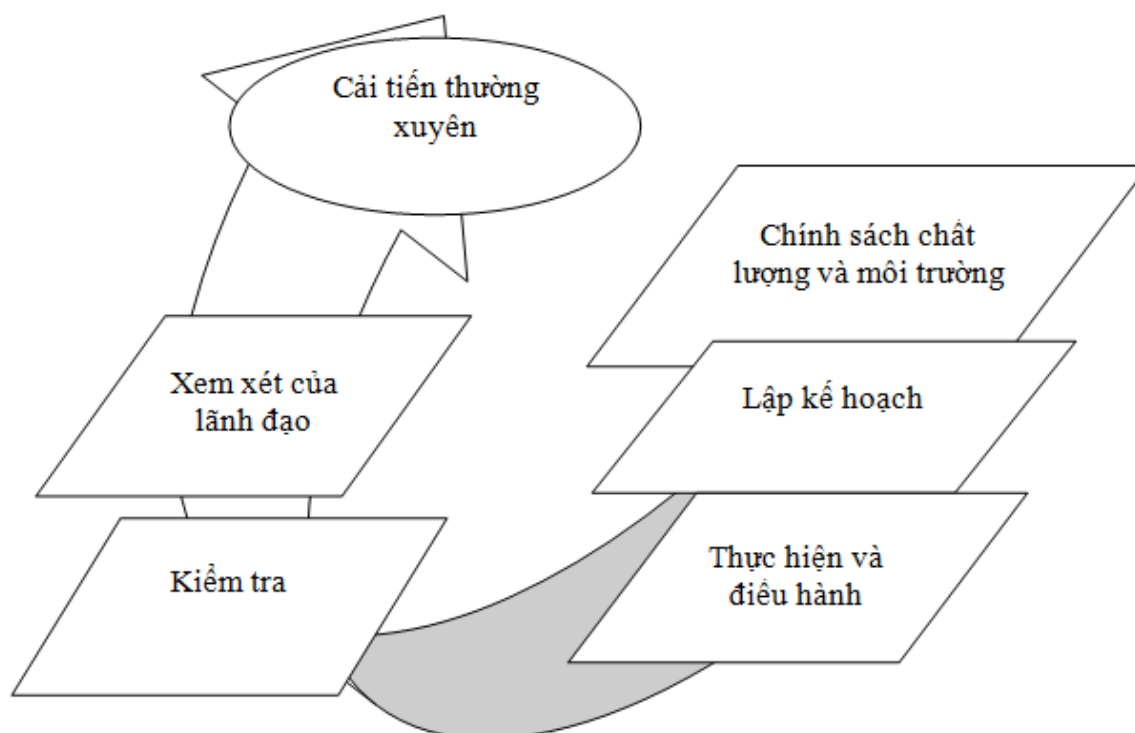 Cải tiến thường
xuyên
Chính sách chất
lượng và môi trường
Xem xét của
lãnh đạo
Lập kế hoạch
Kiểm tra
Thực hiện và
điều hành